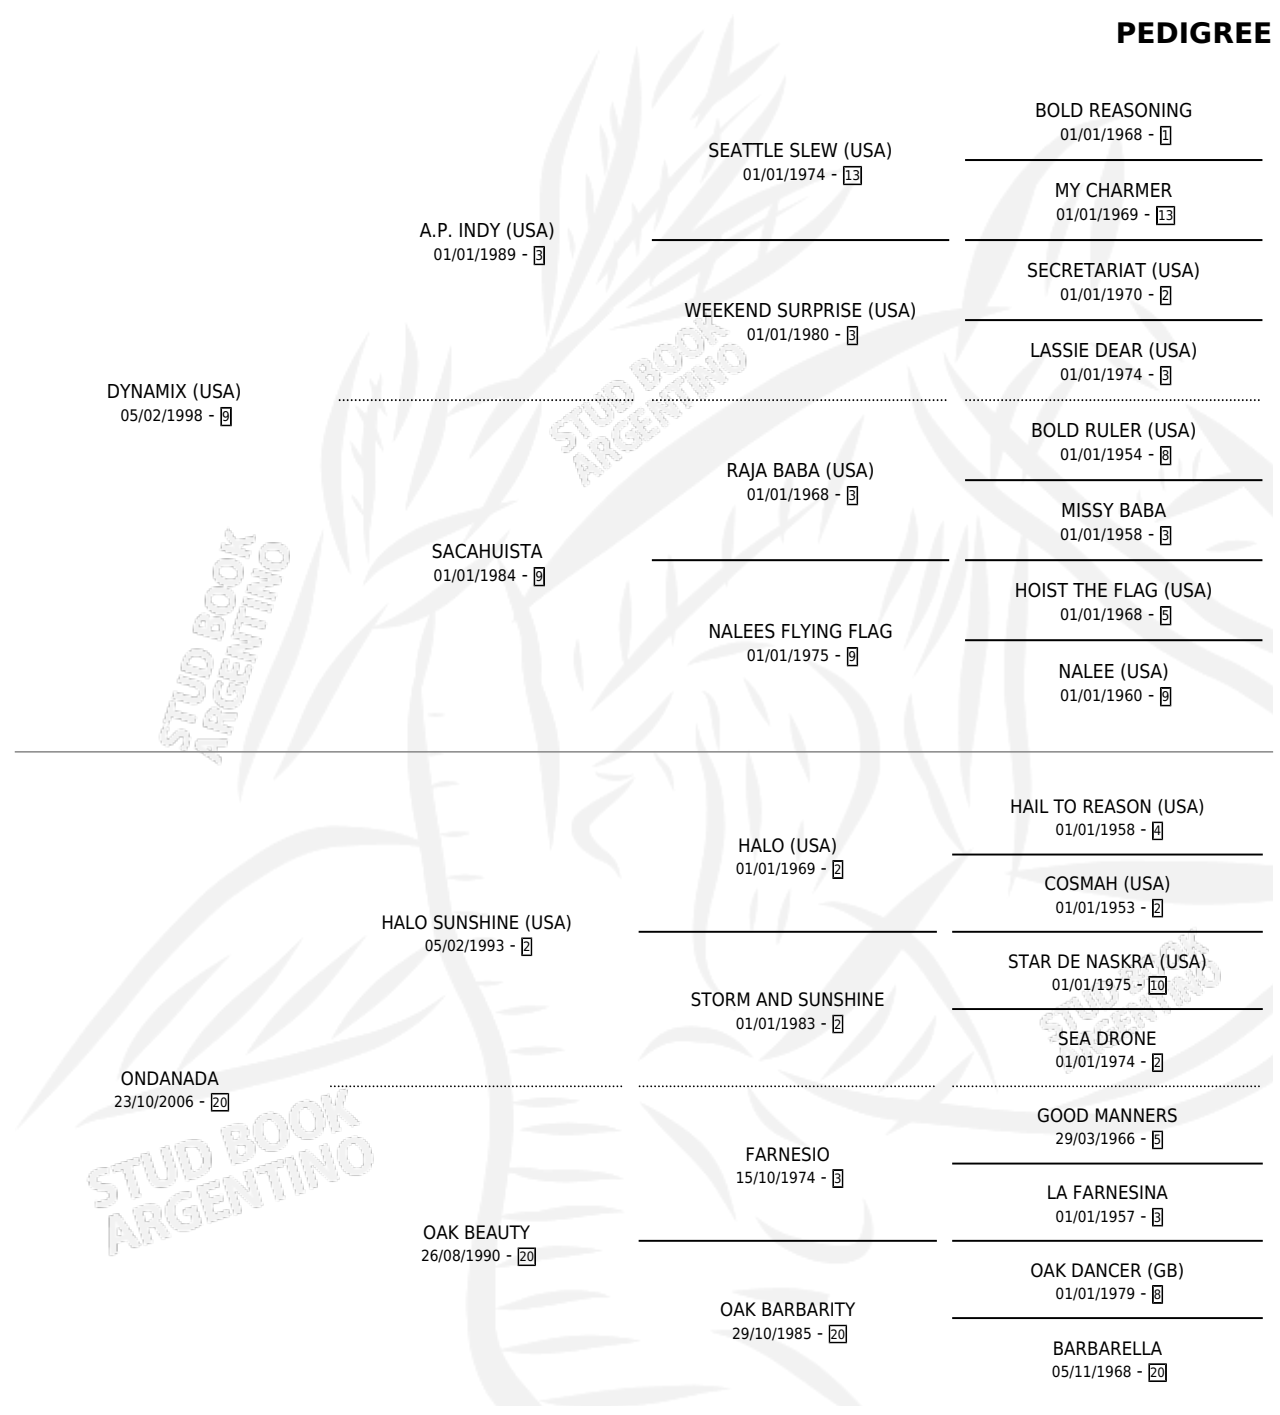 PEDIGREE
BOLD REASONING
01/01/1968 - 1
SEATTLE SLEW (USA)
01/01/1974 - 13
MY CHARMER
01/01/1969 - 13
A.P. INDY (USA)
01/01/1989 - 3
SECRETARIAT (USA)
01/01/1970 - 2
WEEKEND SURPRISE (USA)
01/01/1980 - 3
LASSIE DEAR (USA)
01/01/1974 - 3
DYNAMIX (USA)
05/02/1998 - 9
BOLD RULER (USA)
01/01/1954 - 8
RAJA BABA (USA)
01/01/1968 - 3
MISSY BABA
01/01/1958 - 3
SACAHUISTA
01/01/1984 - 9
HOIST THE FLAG (USA)
01/01/1968 - 5
NALEES FLYING FLAG
01/01/1975 - 9
NALEE (USA)
01/01/1960 - 9
HAIL TO REASON (USA)
01/01/1958 - 4
HALO (USA)
01/01/1969 - 2
COSMAH (USA)
01/01/1953 - 2
HALO SUNSHINE (USA)
05/02/1993 - 2
STAR DE NASKRA (USA)
01/01/1975 - 10
STORM AND SUNSHINE
01/01/1983 - 2
SEA DRONE
01/01/1974 - 2
ONDANADA
23/10/2006 - 20
GOOD MANNERS
29/03/1966 - 5
FARNESIO
15/10/1974 - 3
LA FARNESINA
01/01/1957 - 3
OAK BEAUTY
26/08/1990 - 20
OAK DANCER (GB)
01/01/1979 - 8
OAK BARBARITY
29/10/1985 - 20
BARBARELLA
05/11/1968 - 20
STUD BOOK
ARGENTINO
STUD BOOK
ARGENTINO
STUD BOOK
ARGENTINO
STUD BOOK
ARGENTINO